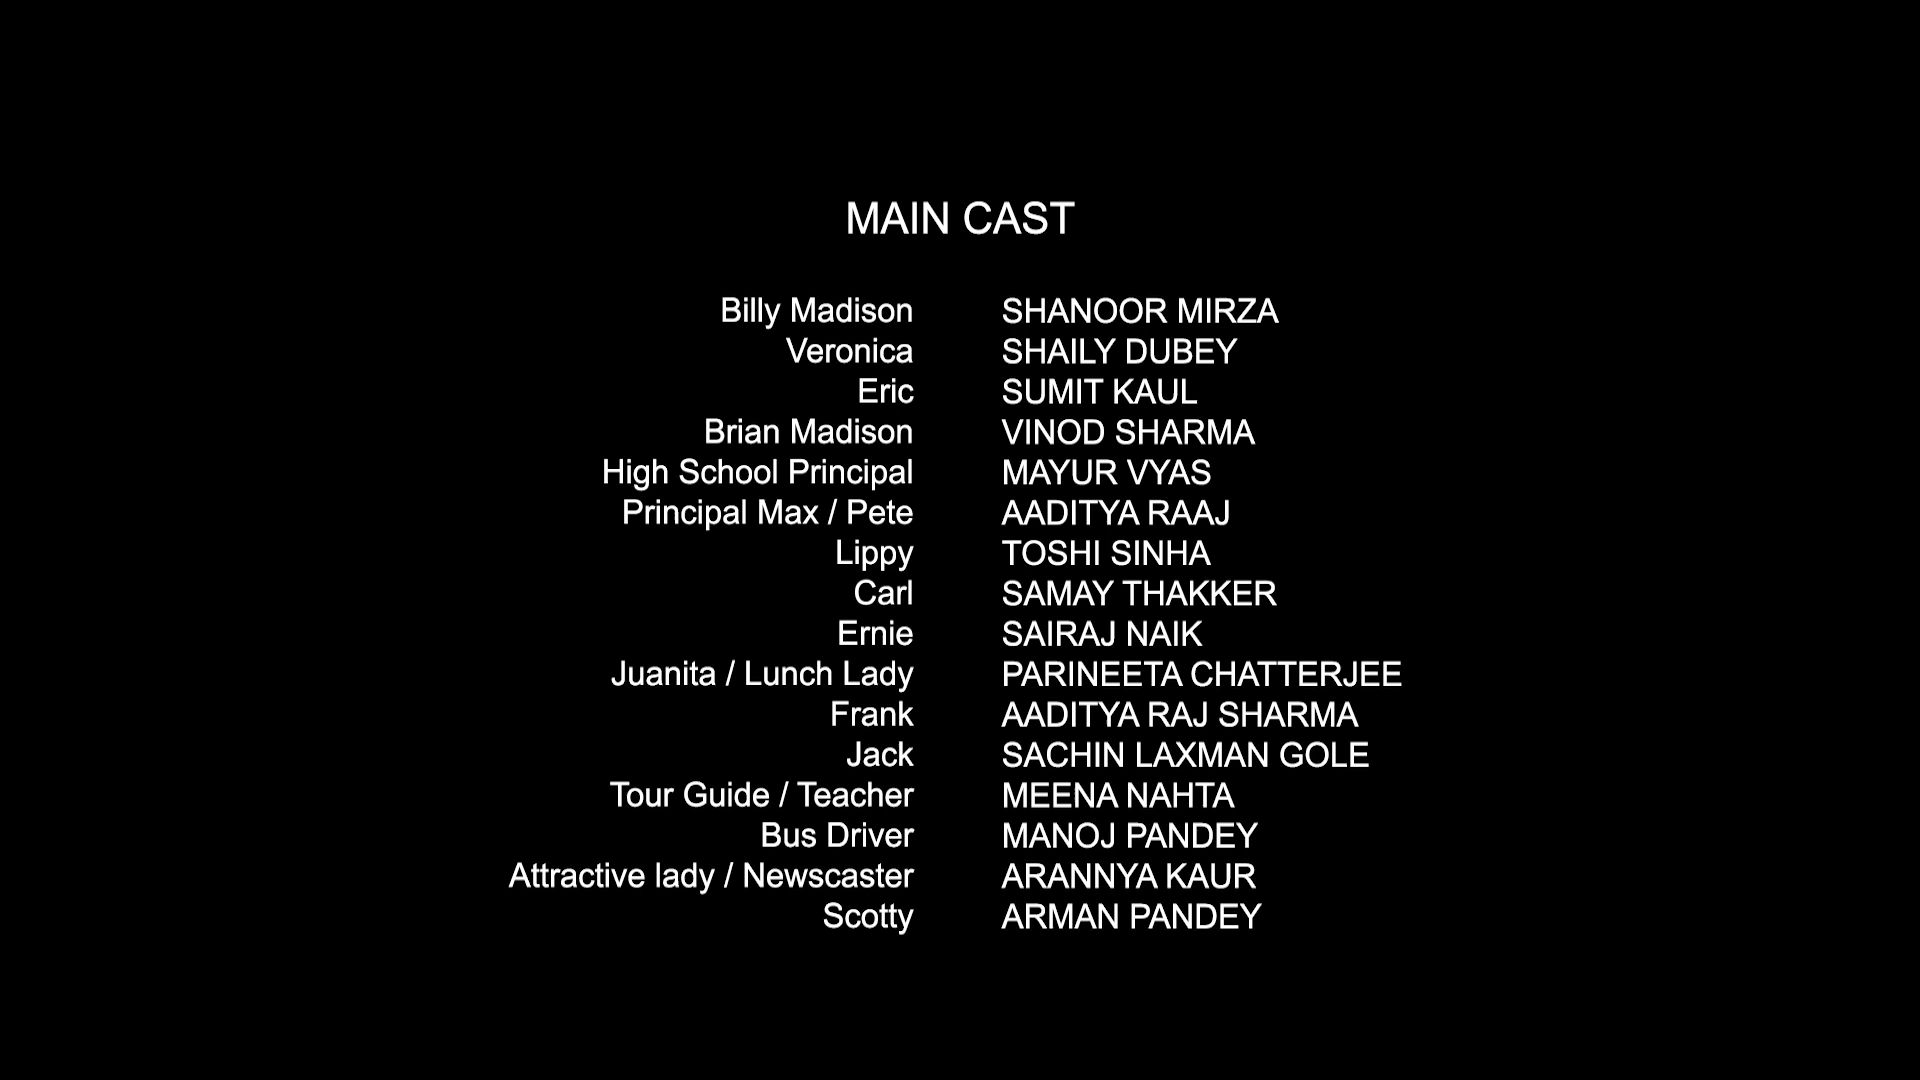 MAIN CAST
Billy Madison SHANOOR MIRZA
Veronica SHAILY DUBEY
Eric SUMIT KAUL
Brian Madison VINOD SHARMA
High School Principal MAYUR VYAS
Principal Max / Pete AADITYA RAAJ
Lippy TOSHI SINHA
Carl SAMAY THAKKER
Ernie SAIRAJ NAIK
Juanita / Lunch Lady PARINEETA CHATTERJEE
Frank AADITYA RAJ SHARMA
Jack SACHIN LAXMAN GOLE
Tour Guide / Teacher MEENA NAHTA
Bus Driver MANOJ PANDEY
Attractive lady / Newscaster ARANNYA KAUR
Scotty ARMAN PANDEY